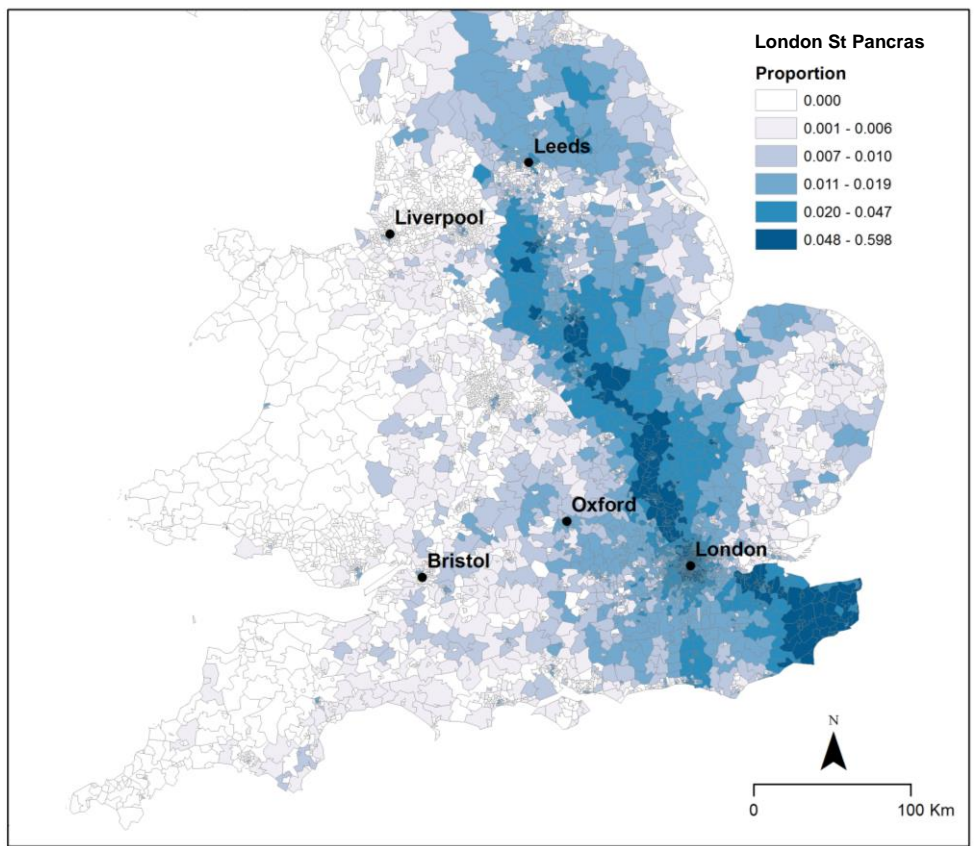 London St Pancras
Proportion
0.000
0.001 - 0.006
0.007 - 0.010
0.011 - 0.019
0.020 - 0.047
0.048 - 0.598
Leeds
Liverpool
Oxford
London
Bristol
N
0 100 Km